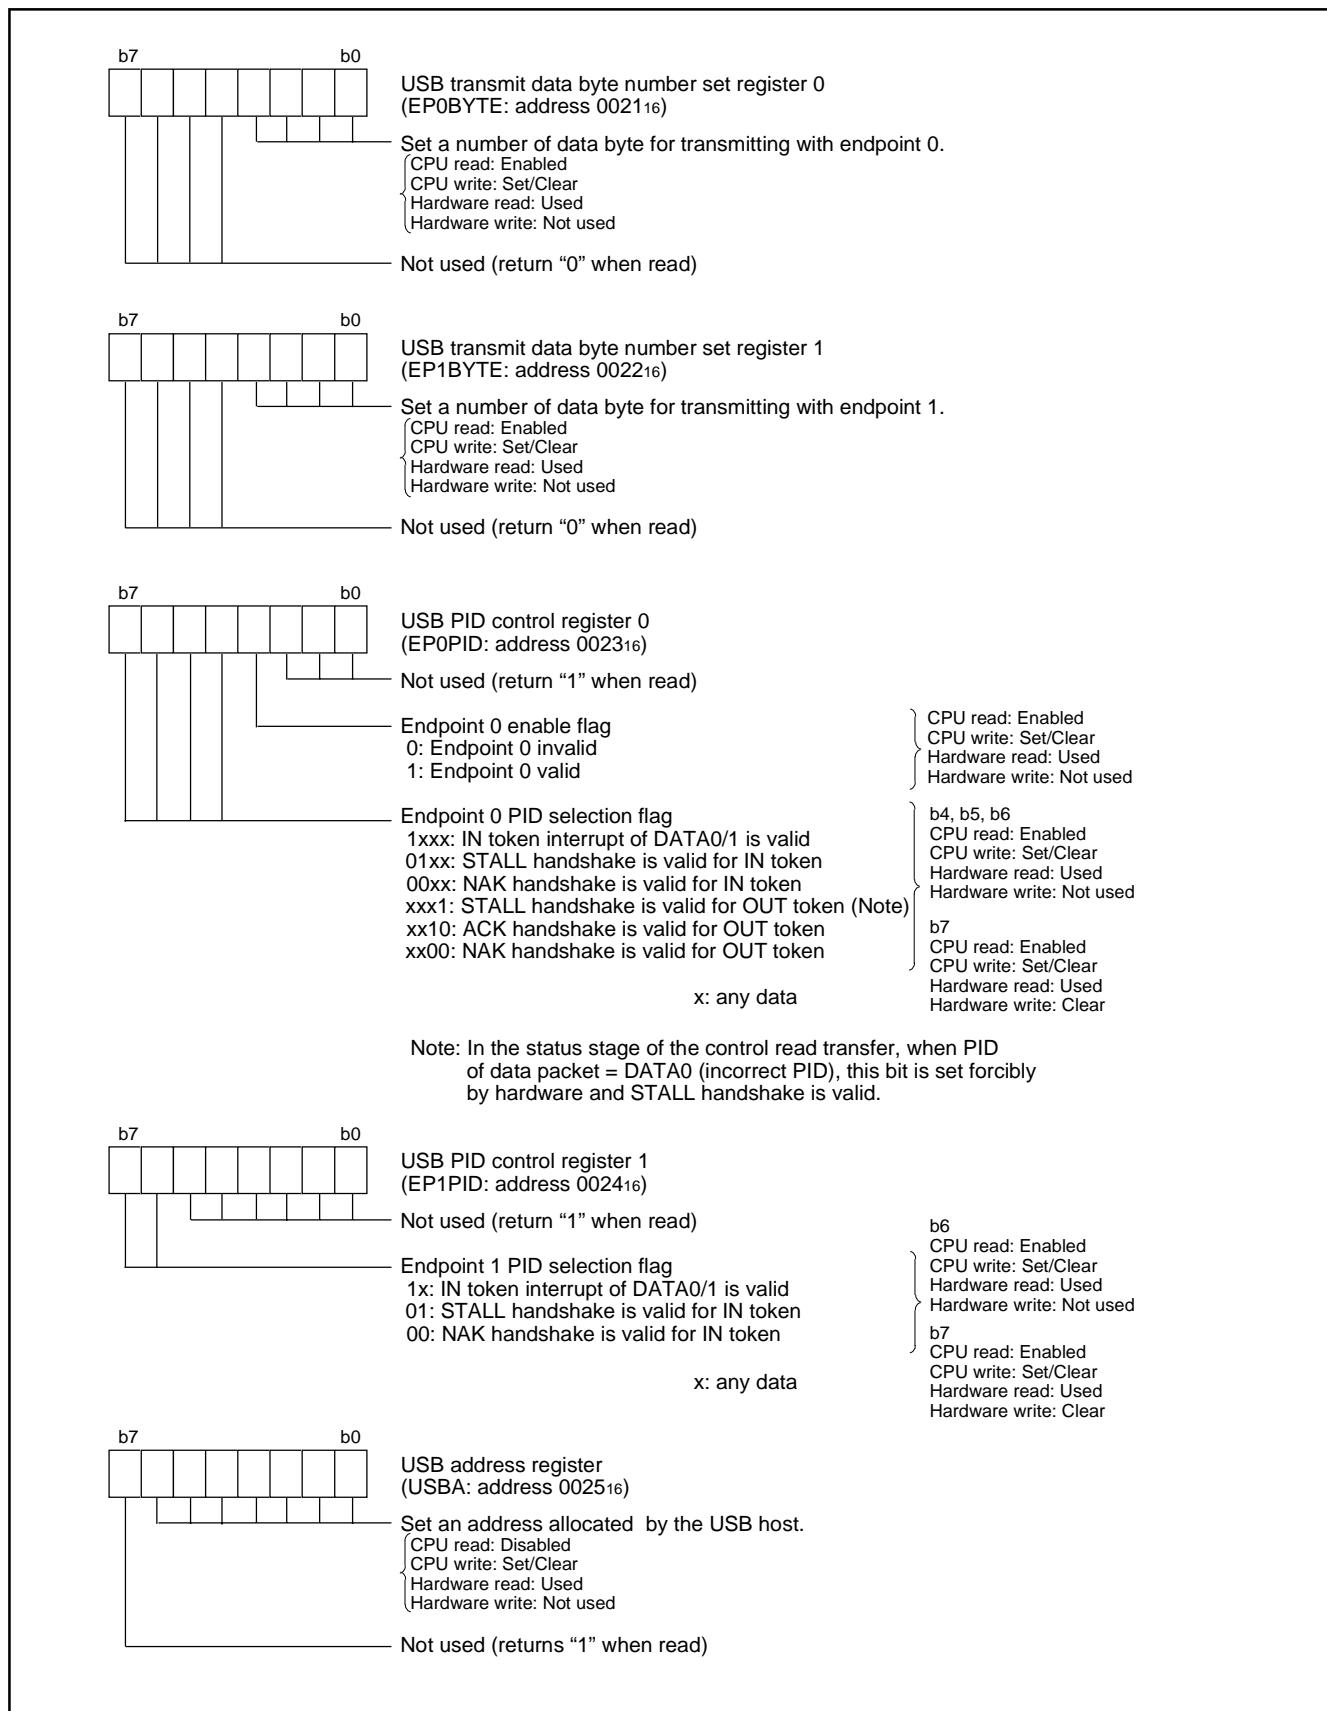 b7 b0
USB transmit data byte number set register 0
(EP0BYTE: address 002116)
Set a number of data byte for transmitting with endpoint 0.
CPU read: Enabled
CPU write: Set/Clear
Hardware read: Used
Hardware write: Not used
Not used (return “0” when read)
b7 b0
USB transmit data byte number set register 1
(EP1BYTE: address 002216)
Set a number of data byte for transmitting with endpoint 1.
CPU read: Enabled
CPU write: Set/Clear
Hardware read: Used
Hardware write: Not used
Not used (return “0” when read)
b7 b0
USB PID control register 0
(EP0PID: address 002316)
Not used (return “1” when read)
Endpoint 0 enable flag
0: Endpoint 0 invalid
1: Endpoint 0 valid
CPU read: Enabled
CPU write: Set/Clear
Hardware read: Used
Hardware write: Not used
Endpoint 0 PID selection flag
1xxx: IN token interrupt of DATA0/1 is valid
01xx: STALL handshake is valid for IN token
00xx: NAK handshake is valid for IN token
xxx1: STALL handshake is valid for OUT token (Note)
xx10: ACK handshake is valid for OUT token
xx00: NAK handshake is valid for OUT token
x: any data
b4, b5, b6
CPU read: Enabled
CPU write: Set/Clear
Hardware read: Used
Hardware write: Not used
b7
CPU read: Enabled
CPU write: Set/Clear
Hardware read: Used
Hardware write: Clear
Note: In the status stage of the control read transfer, when PID
of data packet = DATA0 (incorrect PID), this bit is set forcibly
by hardware and STALL handshake is valid.
b7 b0
USB PID control register 1
(EP1PID: address 002416)
Not used (return “1” when read)
Endpoint 1 PID selection flag
1x: IN token interrupt of DATA0/1 is valid
01: STALL handshake is valid for IN token
00: NAK handshake is valid for IN token
x: any data
b6
CPU read: Enabled
CPU write: Set/Clear
Hardware read: Used
Hardware write: Not used
b7
CPU read: Enabled
CPU write: Set/Clear
Hardware read: Used
Hardware write: Clear
b7 b0
USB address register
(USBA: address 002516)
Set an address allocated by the USB host.
CPU read: Disabled
CPU write: Set/Clear
Hardware read: Used
Hardware write: Not used
Not used (returns “1” when read)